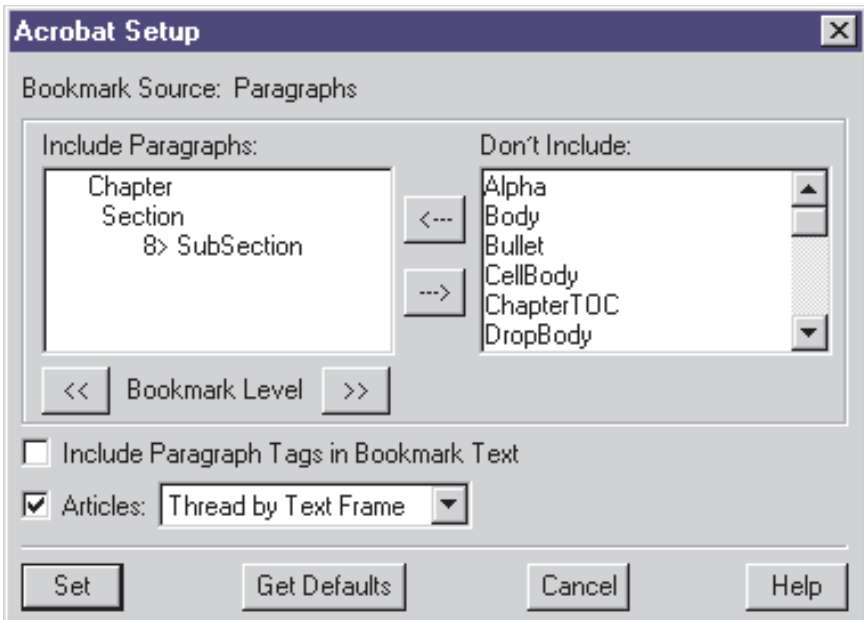 Acrobat Setup
Bookmark Source: Paragraphs
Include Paragraphs:
Chapter
Section
8> SubSection
<---
--->
Don't Include:
Alpha
Body
Bullet
CellBody
ChapterTOC
DropBody
<< Bookmark Level >>
Include Paragraph Tags in Bookmark Text
Articles: Thread by Text Frame
Set Get Defaults Cancel Help